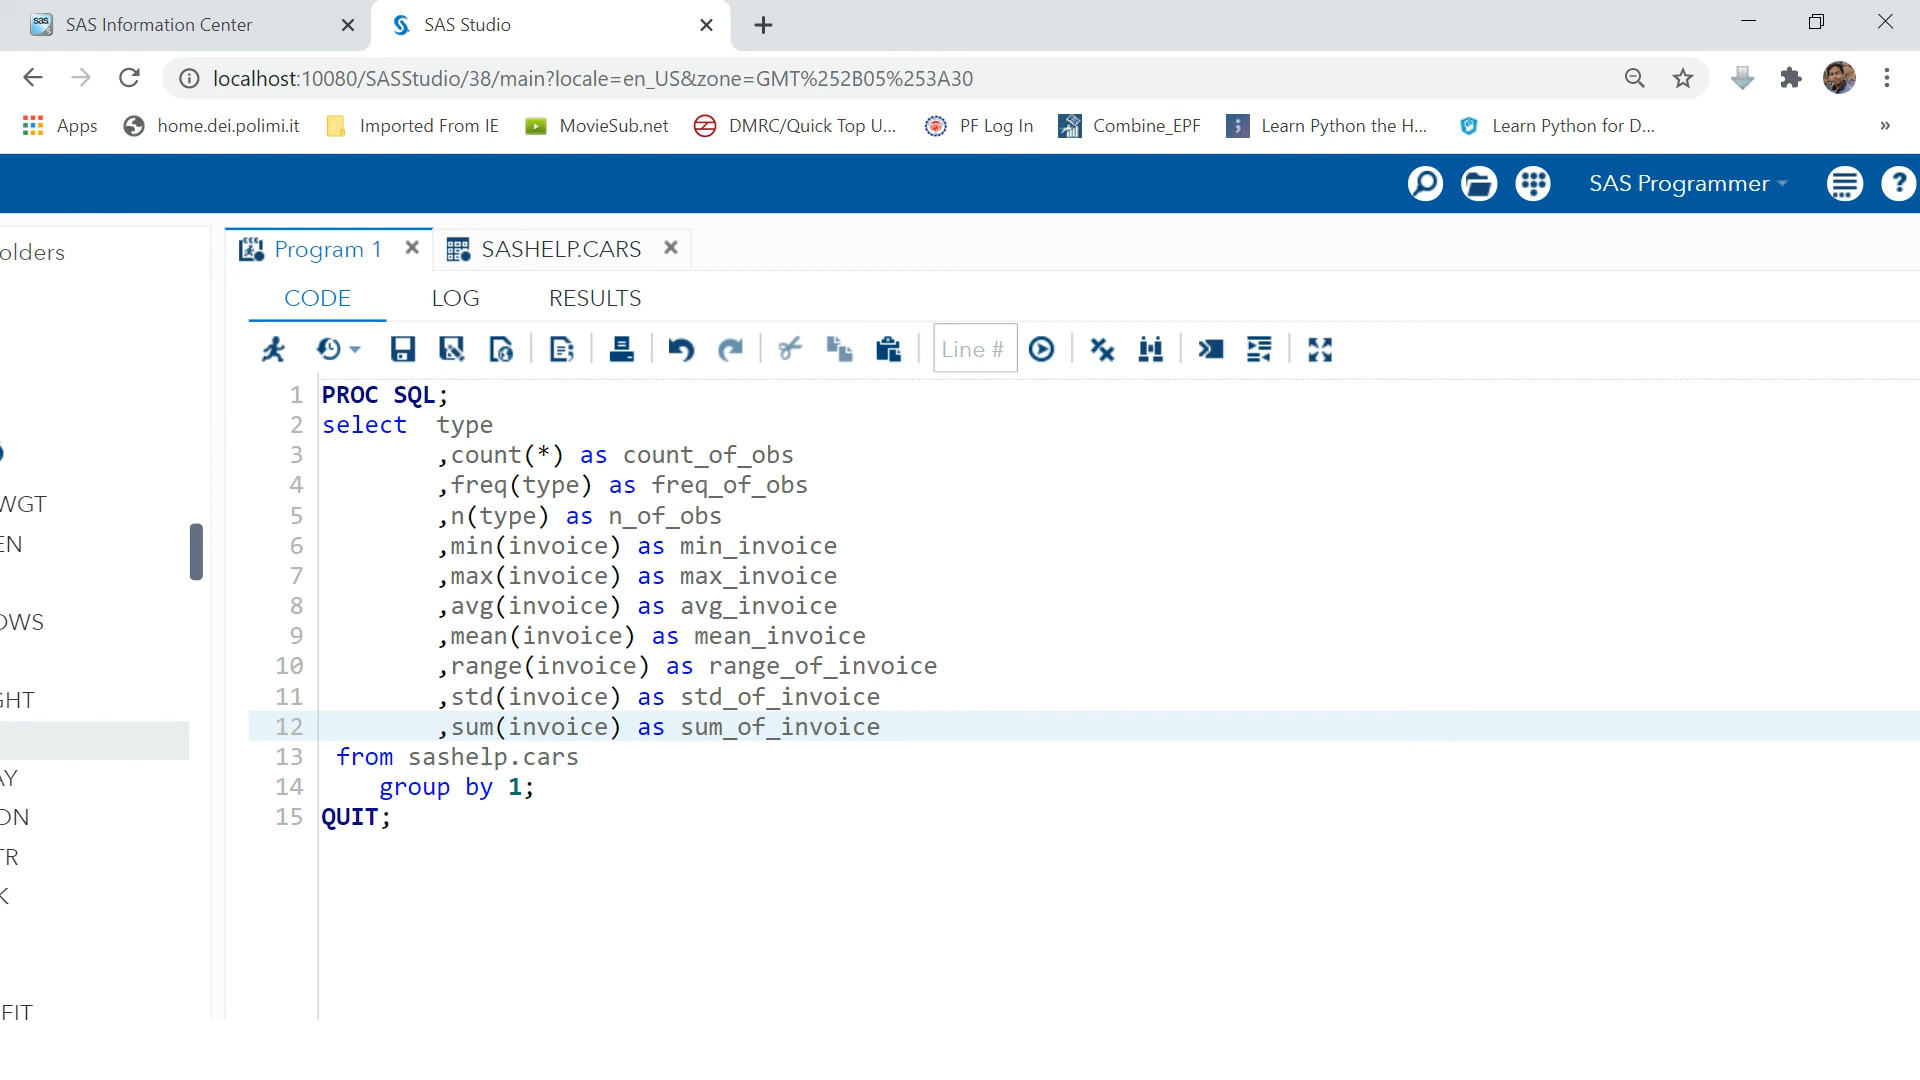 SAS Information Center
SAS Studio
localhost:10080/SASStudio/38/main?locale=en_US&zone=GMT%252B05%253A30
Apps home.dei.polimi.it Imported From IE MovieSub.net DMRC/Quick Top U... PF Log In Combine_EPF Learn Python the H... Learn Python for D... »
SAS Programmer ?
olders
WGT
EN
OWS
GHT
AY
ON
TR
K
FIT
Program 1 SASHELP.CARS
CODE LOG RESULTS
Line #
1 PROC SQL;
2 select type
3 ,count(*) as count_of_obs
4 ,freq(type) as freq_of_obs
5 ,n(type) as n_of_obs
6 ,min(invoice) as min_invoice
7 ,max(invoice) as max_invoice
8 ,avg(invoice) as avg_invoice
9 ,mean(invoice) as mean_invoice
10 ,range(invoice) as range_of_invoice
11 ,std(invoice) as std_of_invoice
12 ,sum(invoice) as sum_of_invoice
13 from sashelp.cars
14 group by 1;
15 QUIT;